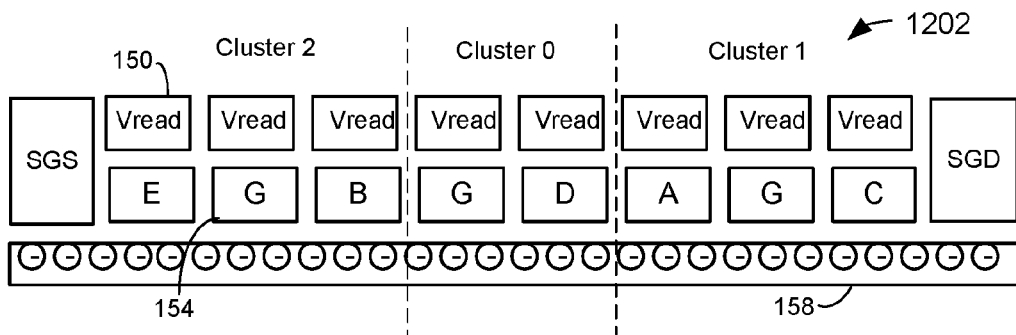 1202
Cluster 2 Cluster 0 Cluster 1
150
SGS Vread Vread Vread Vread Vread Vread Vread Vread SGD
E G B G D A G C
- - - - - - - - - - - - - - - - - - - - - - - - - - - -
154 158